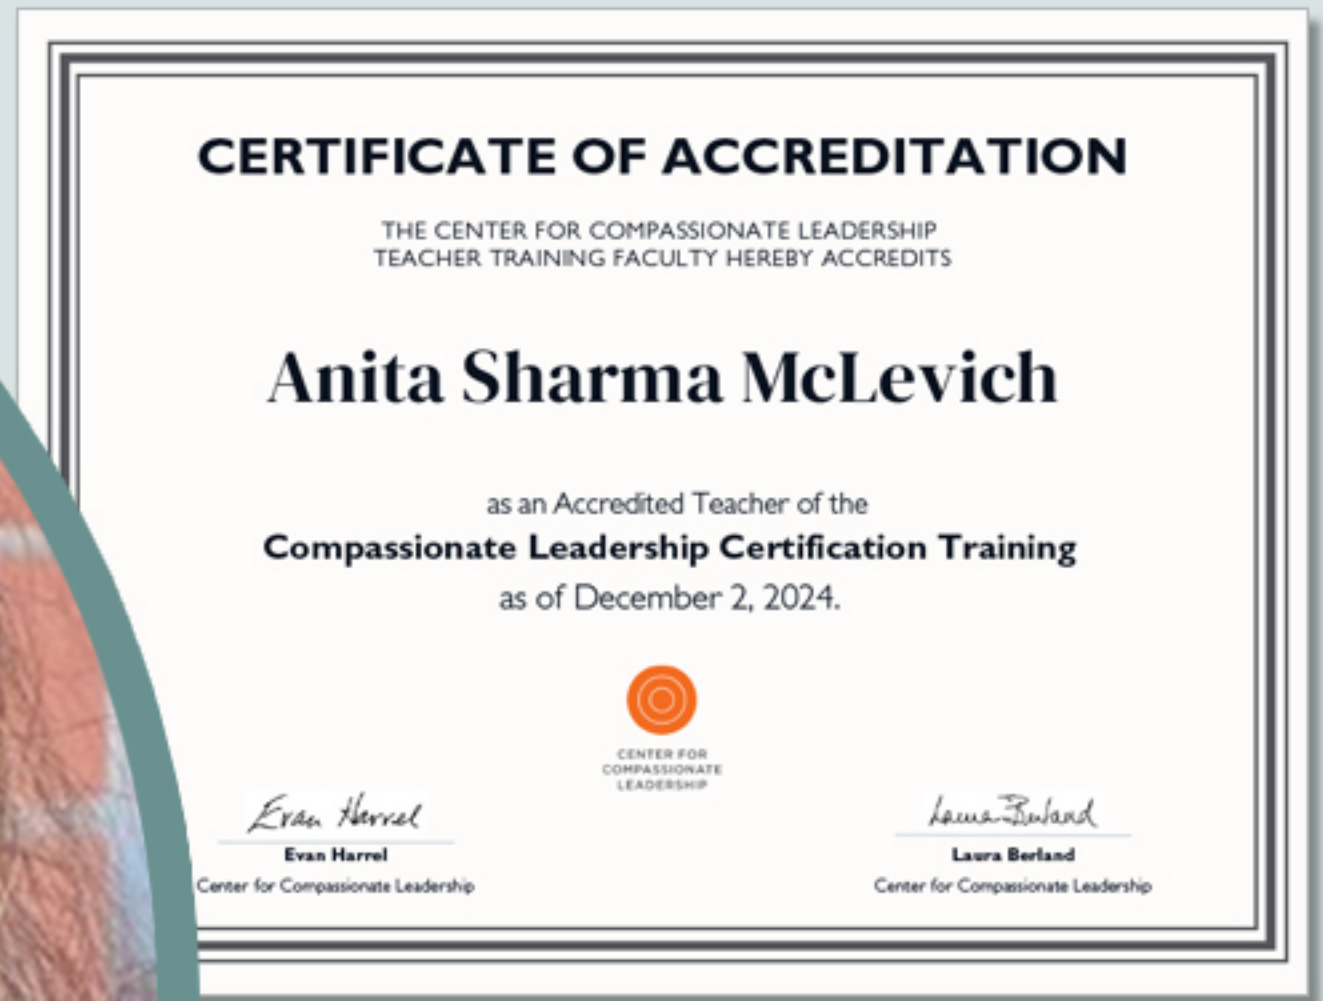 CERTIFICATE OF ACCREDITATION
THE CENTER FOR COMPASSIONATE LEADERSHIP
TEACHER TRAINING FACULTY HEREBY ACCREDITS
Anita Sharma McLevich
as an Accredited Teacher of the
Compassionate Leadership Certification Training
as of December 2, 2024.
CENTER FOR
COMPASSIONATE
LEADERSHIP
Evan Harrel
Laura Berland
Evan Harrel
Laura Berland
Center for Compassionate Leadership
Center for Compassionate Leadership